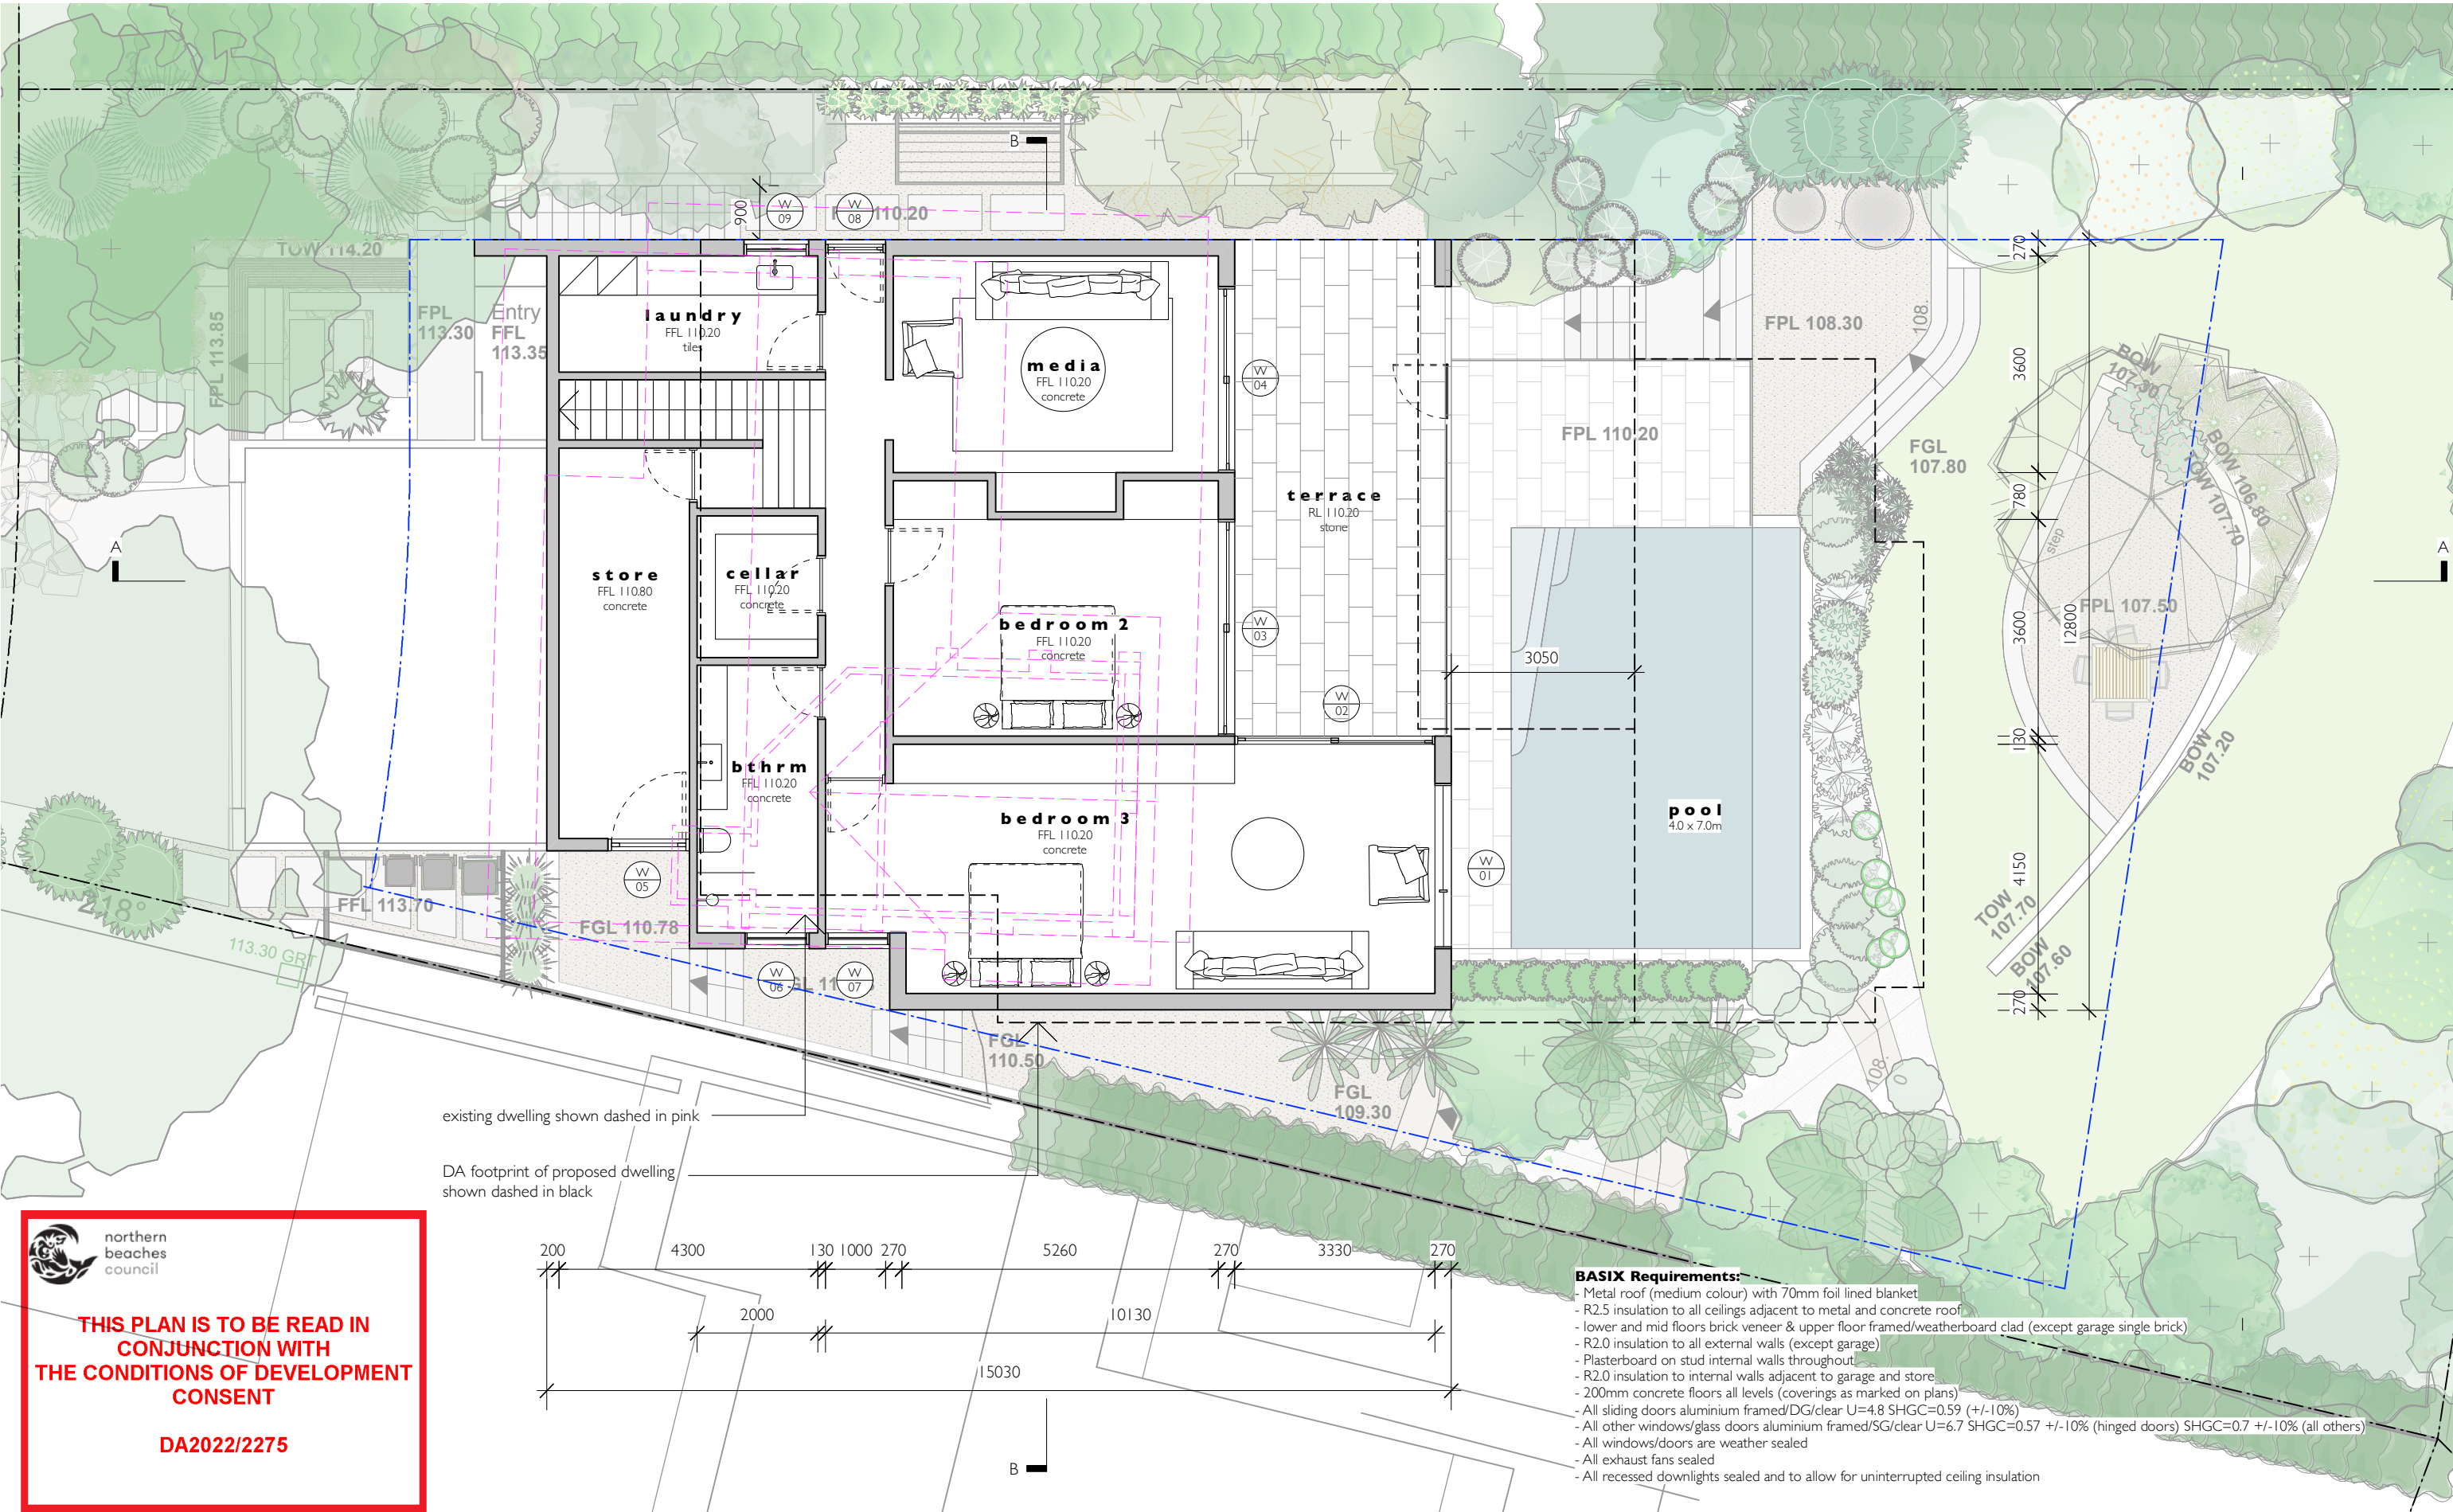 B
900
W
09
W
08
110.20
TOW 114.20
270
FPL
113.30
Entry
FFL
113.35
FPL 113.85
laundry
FFL 110.20
tiles
media
FFL 110.20
concrete
W
04
FPL 108.30
108.
3600
BOW
107.30
FPL 110.20
FGL
107.80
BOW 106.80
TOW 107.70
780
step
terrace
RL 110.20
stone
A
A
store
FFL 110.80
concrete
cellar
FFL 110.20
concrete
bedroom 2
FFL 110.20
concrete
W
03
3600
12800
FPL 107.50
3050
W
02
130
BOW
107.20
bthrm
FFL 110.20
concrete
bedroom 3
FFL 110.20
concrete
pool
4.0 x 7.0m
W
05
W
01
4150
FFL 113.70
FGL 110.78
TOW
107.70
113.30 GRT
W
06
W
07
BOW
107.60
270
FGL
110.50
108.
0
FGL
109.30
existing dwelling shown dashed in pink
DA footprint of proposed dwelling
shown dashed in black
northern
beaches
council
THIS PLAN IS TO BE READ IN
CONJUNCTION WITH
THE CONDITIONS OF DEVELOPMENT
CONSENT
DA2022/2275
200 4300 130 1000 270 5260 270 3330 270
2000 10130
15030
B
BASIX Requirements:
- Metal roof (medium colour) with 70mm foil lined blanket
- R2.5 insulation to all ceilings adjacent to metal and concrete roof
- lower and mid floors brick veneer & upper floor framed/weatherboard clad (except garage single brick)
- R2.0 insulation to all external walls (except garage)
- Plasterboard on stud internal walls throughout
- R2.0 insulation to internal walls adjacent to garage and store
- 200mm concrete floors all levels (coverings as marked on plans)
- All sliding doors aluminium framed/DG/clear U=4.8 SHGC=0.59 (+/-10%)
- All other windows/glass doors aluminium framed/SG/clear U=6.7 SHGC=0.57 +/-10% (hinged doors) SHGC=0.7 +/-10% (all others)
- All windows/doors are weather sealed
- All exhaust fans sealed
- All recessed downlights sealed and to allow for uninterrupted ceiling insulation